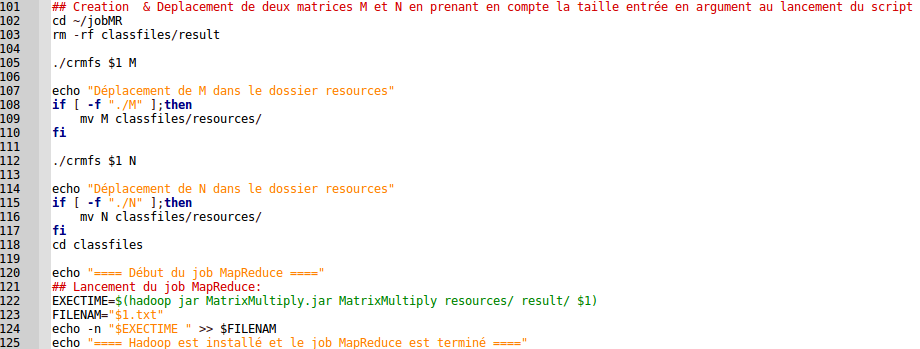 101 ## Creation  & Deplacement de deux matrices M et N en prenant en compte la taille entrée en argument au lancement du script
102 cd ~/jobMR
103 rm -rf classfiles/result
104
105 ./crmfs $1 M
106
107 echo "Déplacement de M dans le dossier resources"
108 if [ -f "./M" ];then
109     mv M classfiles/resources/
110 fi
111
112 ./crmfs $1 N
113
114 echo "Déplacement de N dans le dossier resources"
115 if [ -f "./N" ];then
116     mv N classfiles/resources/
117 fi
118 cd classfiles
119
120 echo "==== Début du job MapReduce ===="
121 ## Lancement du job MapReduce:
122 EXECTIME=$(hadoop jar MatrixMultiply.jar MatrixMultiply resources/ result/ $1)
123 FILENAM="$1.txt"
124 echo -n "$EXECTIME " >> $FILENAM
125 echo "==== Hadoop est installé et le job MapReduce est terminé ===="